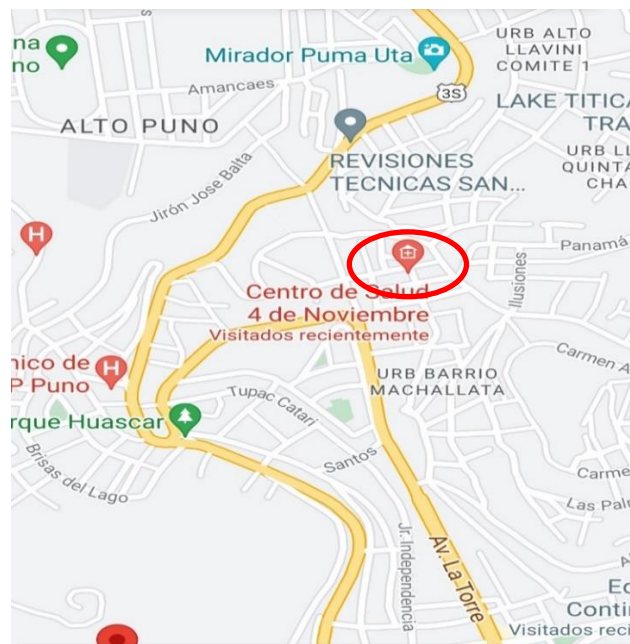 URB ALTO
LLAVINI
COMITE 1
na
no
Mirador Puma Uta
Amancaes
3S
LAKE TITICA
TRA
ALTO PUNO
REVISIONES
TECNICAS SAN...
URB LL
QUINTA
CHA
Jirón Jose Balta
H
Panamá
Ilusiones
Centro de Salud
4 de Noviembre
Visitados recientemente
nico de
P Puno
H
Carmen A
URB BARRIO
MACHALLATA
Tupac Catari
rque Huascar
Santos
Brisas del Lago
Carme
Las Pal
Jr. Independencia
Av. La Torre
A
Ec
Conti
Visitados reci